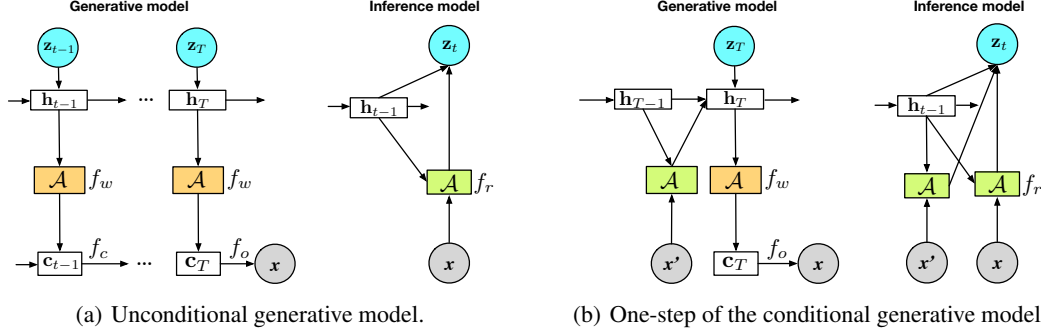 Generative model Inference model Generative model Inference model
z_{t−1} z_T z_t z_T z_t
h_{t−1} ... h_T h_{t−1} h_{T−1} h_T h_{t−1}
A f_w A f_w A f_r A A f_w A A f_r
c_{t−1} f_c ... c_T f_o x x x' c_T f_o x x' x
(a) Unconditional generative model. (b) One-step of the conditional generative model